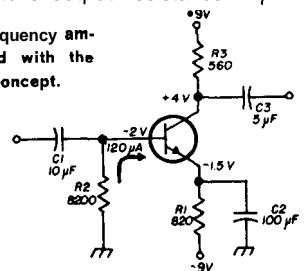 quency am-
d with the
oncept.
+9V
R3
560
+4V
C3
5µF
-2V
120µA
C1
10µF
R2
8200
-1.5V
R1
820
C2
100µF
-9V